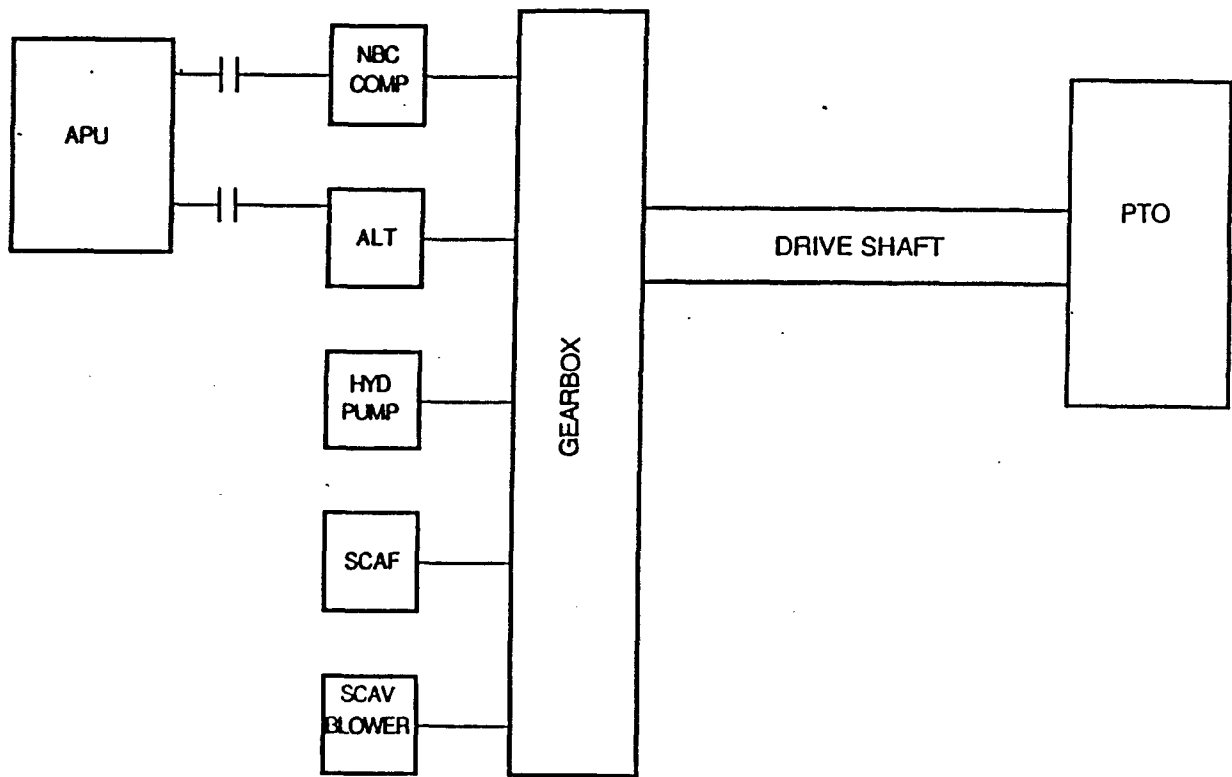 APU
NBC
COMP
ALT
HYD
PUMP
SCAF
SCAV
BLOWER
GEARBOX
DRIVE SHAFT
PTO